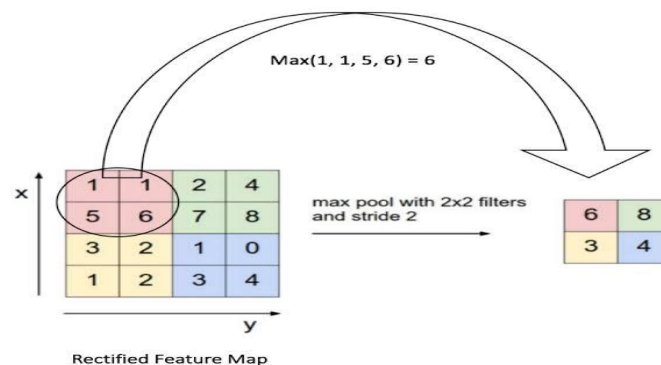 Max(1, 1, 5, 6) = 6
x
1 1 2 4
5 6 7 8
3 2 1 0
1 2 3 4
max pool with 2x2 filters
and stride 2
6 8
3 4
y
Rectified Feature Map